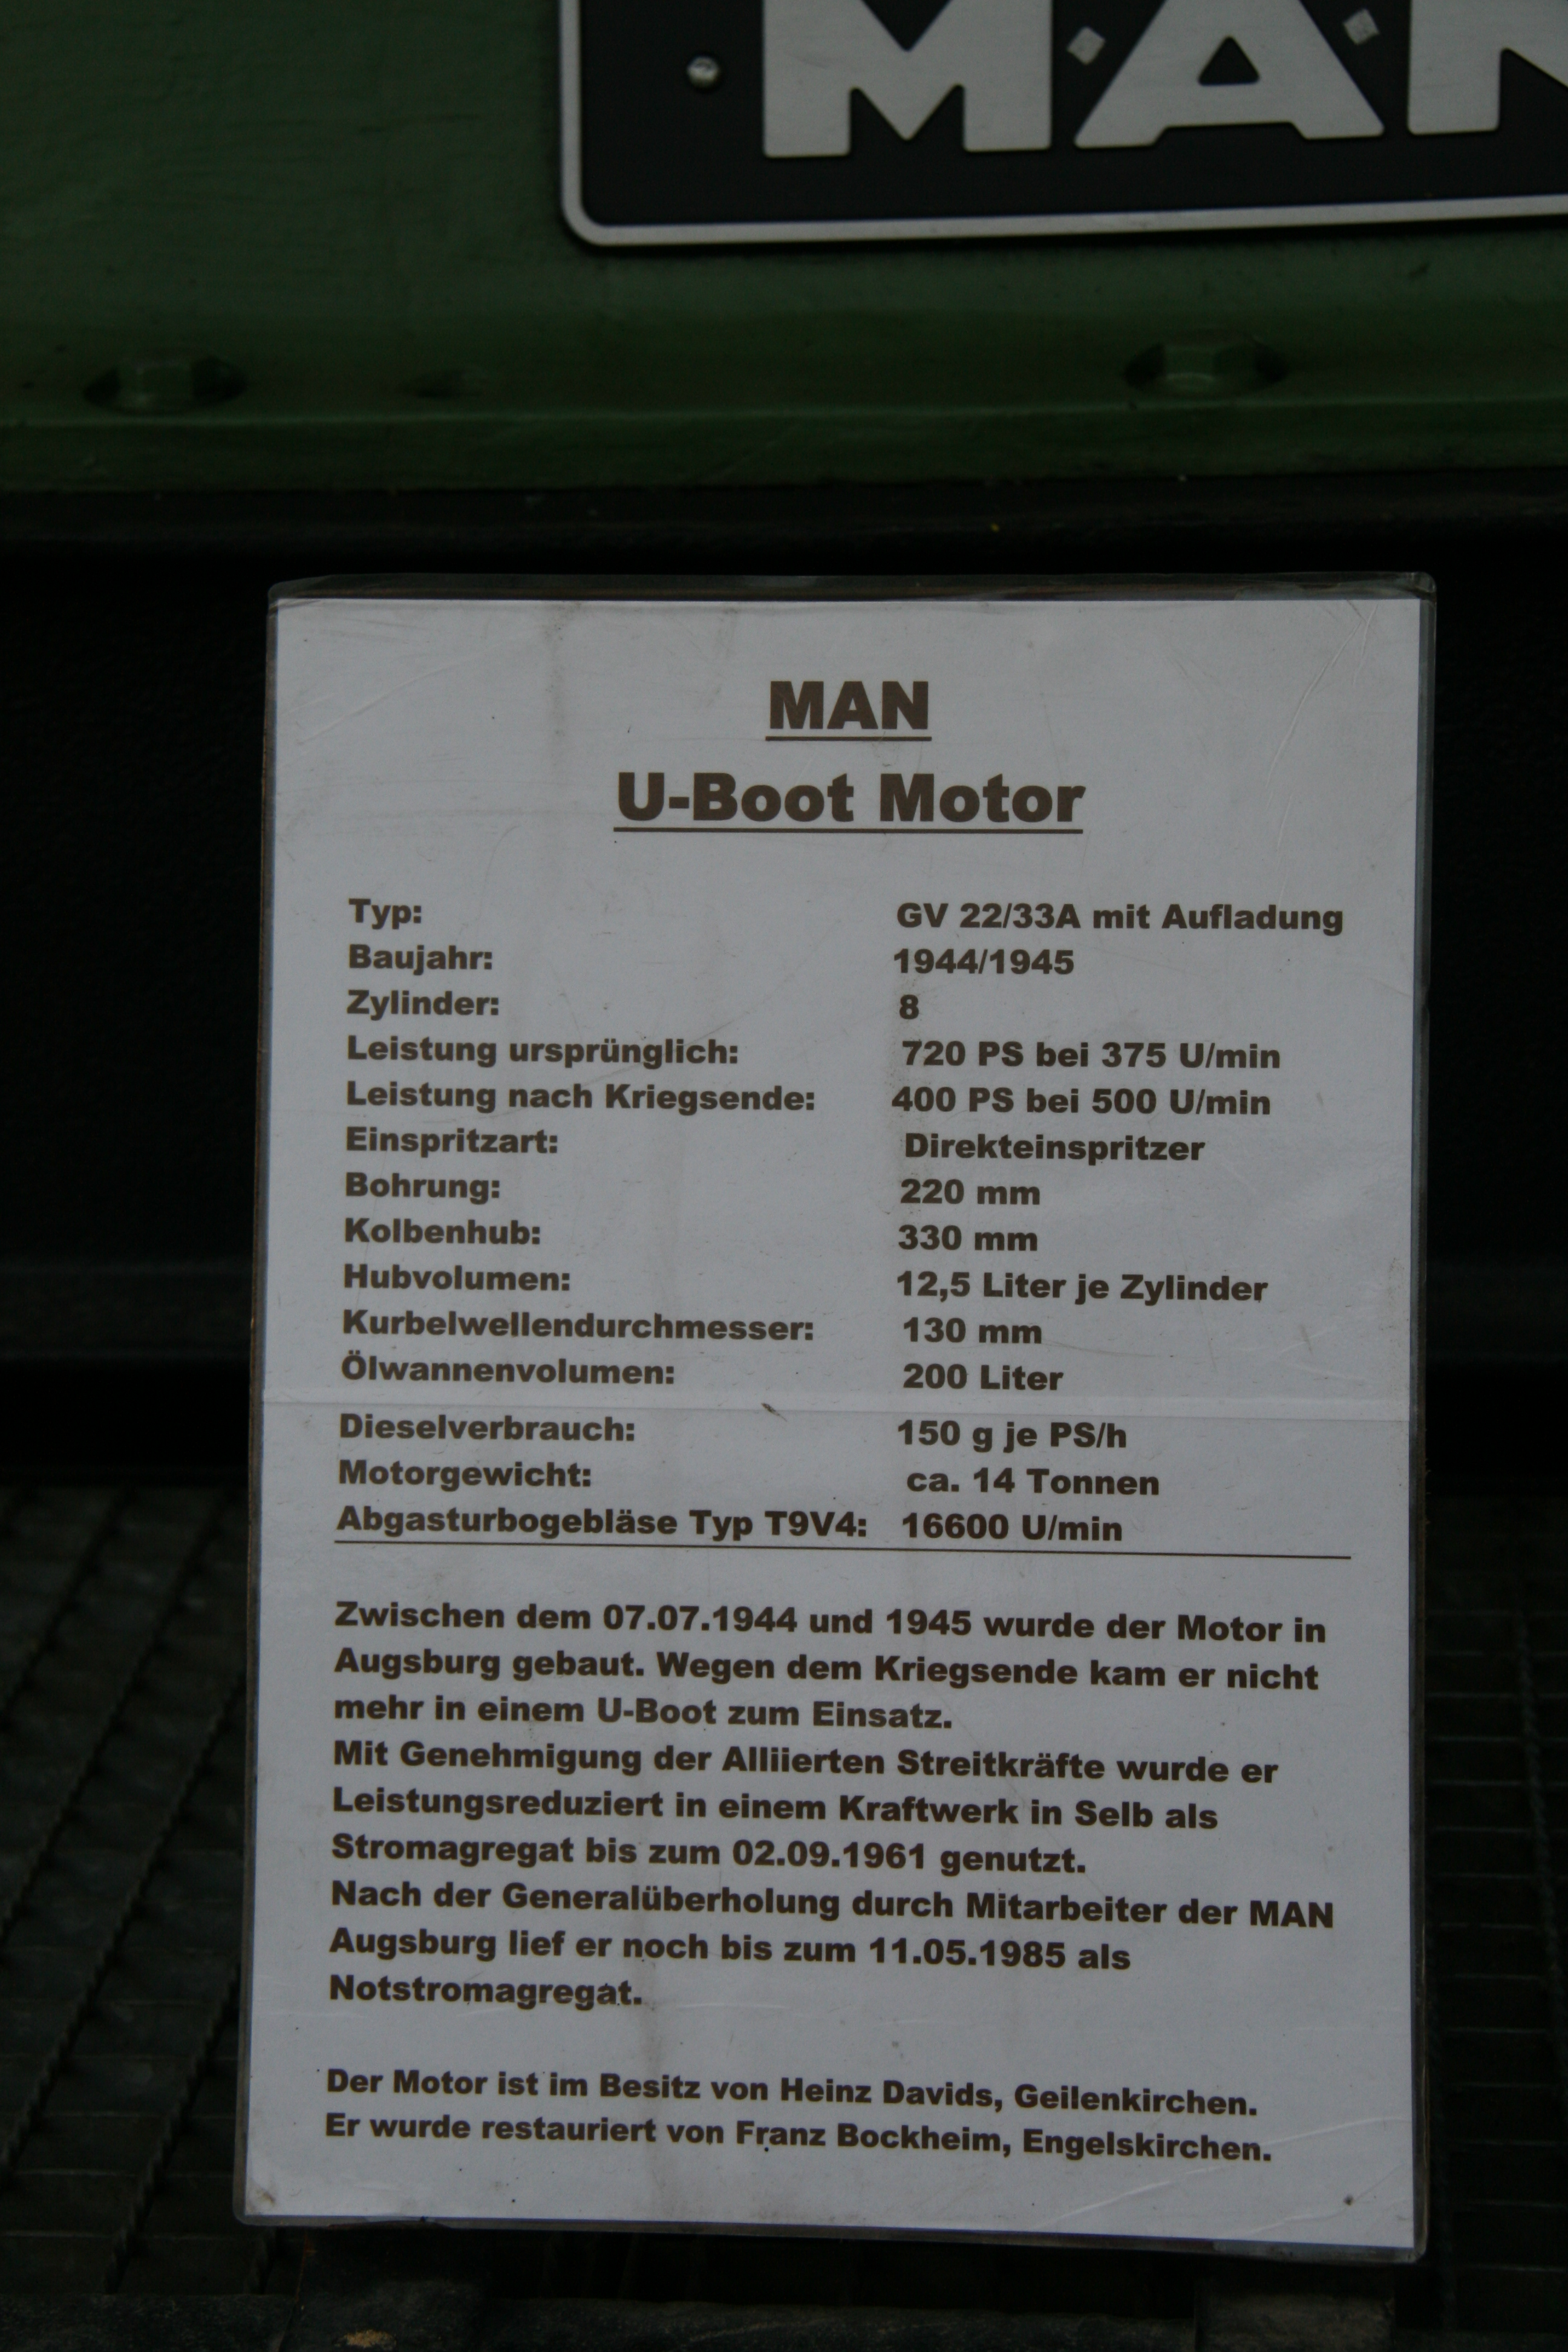 MAN
MAN
U-Boot Motor
Typ: GV 22/33A mit Aufladung
Baujahr: 1944/1945
Zylinder: 8
Leistung ursprünglich: 720 PS bei 375 U/min
Leistung nach Kriegsende: 400 PS bei 500 U/min
Einspritzart: Direkteinspritzer
Bohrung: 220 mm
Kolbenhub: 330 mm
Hubvolumen: 12,5 Liter je Zylinder
Kurbelwellendurchmesser: 130 mm
Ölwannenvolumen: 200 Liter
Dieselverbrauch: 150 g je PS/h
Motorgewicht: ca. 14 Tonnen
Abgasturbogebläse Typ T9V4: 16600 U/min
Zwischen dem 07.07.1944 und 1945 wurde der Motor in
Augsburg gebaut. Wegen dem Kriegsende kam er nicht
mehr in einem U-Boot zum Einsatz.
Mit Genehmigung der Alliierten Streitkräfte wurde er
Leistungsreduziert in einem Kraftwerk in Selb als
Stromagregat bis zum 02.09.1961 genutzt.
Nach der Generalüberholung durch Mitarbeiter der MAN
Augsburg lief er noch bis zum 11.05.1985 als
Notstromagregat.
Der Motor ist im Besitz von Heinz Davids, Geilenkirchen.
Er wurde restauriert von Franz Bockheim, Engelskirchen.